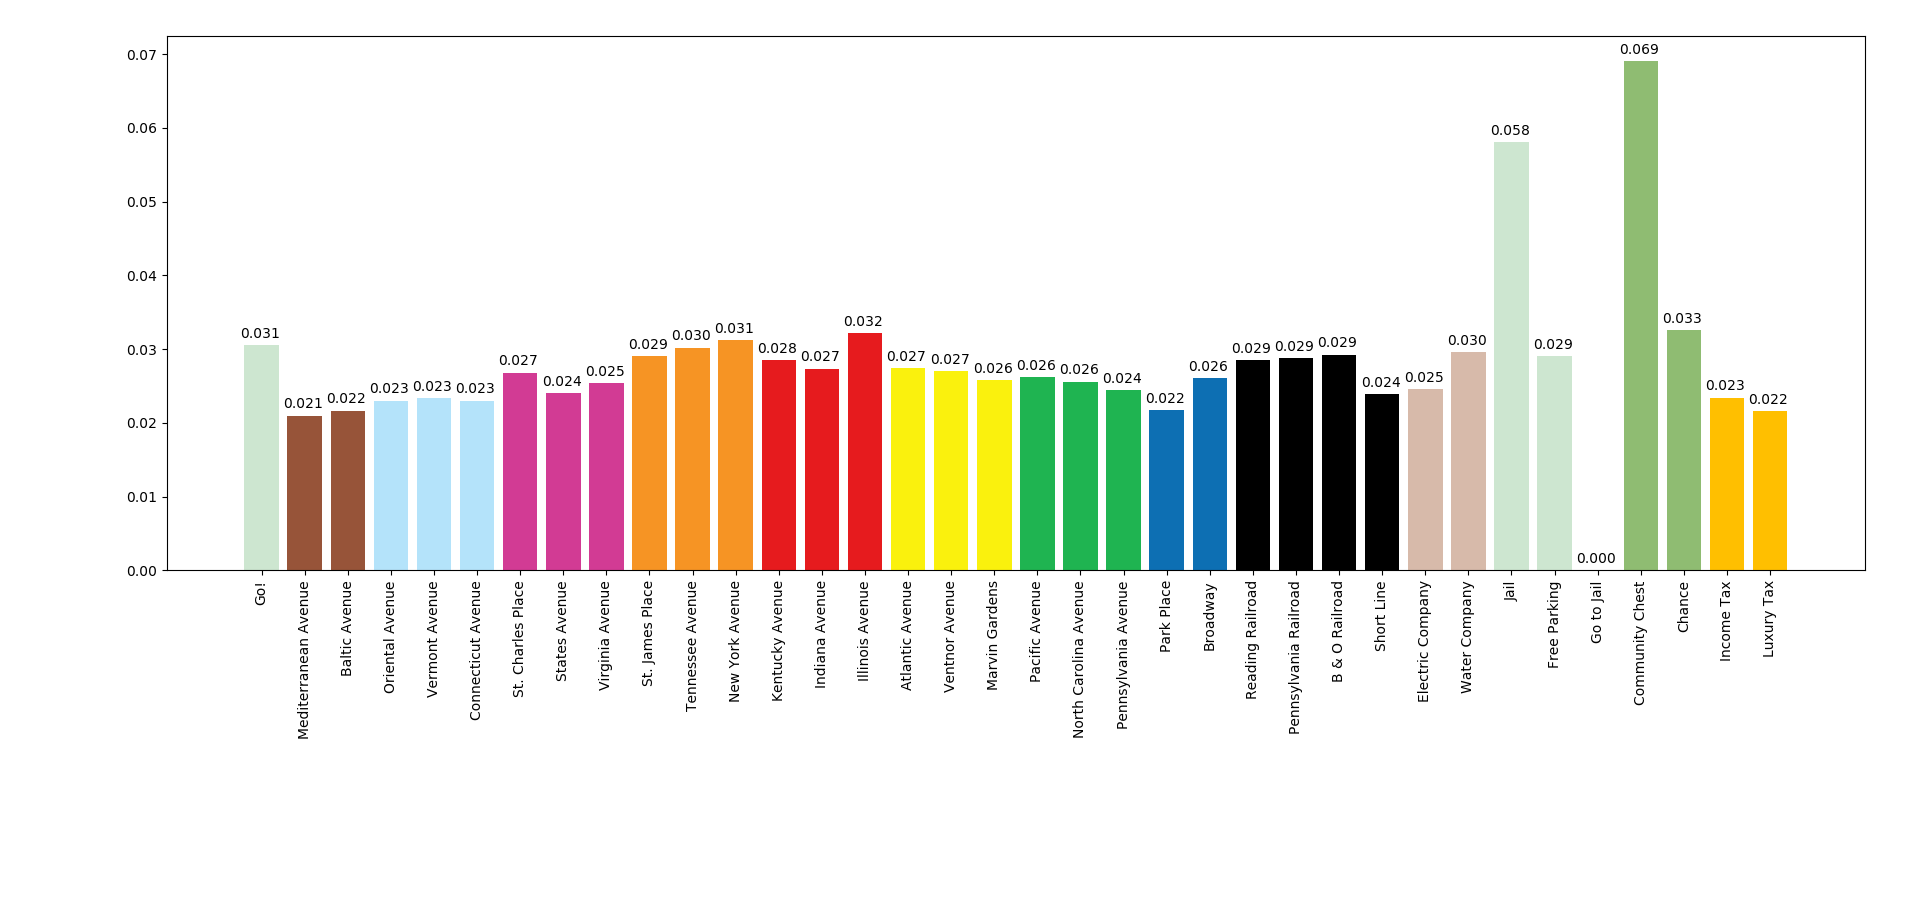 0.07
0.06
0.05
0.04
0.03
0.02
0.01
0.00
0.031
0.021
0.022
0.023
0.023
0.023
0.027
0.024
0.025
0.029
0.030
0.031
0.028
0.027
0.032
0.027
0.027
0.026
0.026
0.026
0.024
0.022
0.026
0.029
0.029
0.029
0.024
0.025
0.030
0.058
0.029
0.000
0.069
0.033
0.023
0.022
Go!
Mediterranean Avenue
Baltic Avenue
Oriental Avenue
Vermont Avenue
Connecticut Avenue
St. Charles Place
States Avenue
Virginia Avenue
St. James Place
Tennessee Avenue
New York Avenue
Kentucky Avenue
Indiana Avenue
Illinois Avenue
Atlantic Avenue
Ventnor Avenue
Marvin Gardens
Pacific Avenue
North Carolina Avenue
Pennsylvania Avenue
Park Place
Broadway
Reading Railroad
Pennsylvania Railroad
B & O Railroad
Short Line
Electric Company
Water Company
Jail
Free Parking
Go to Jail
Community Chest
Chance
Income Tax
Luxury Tax